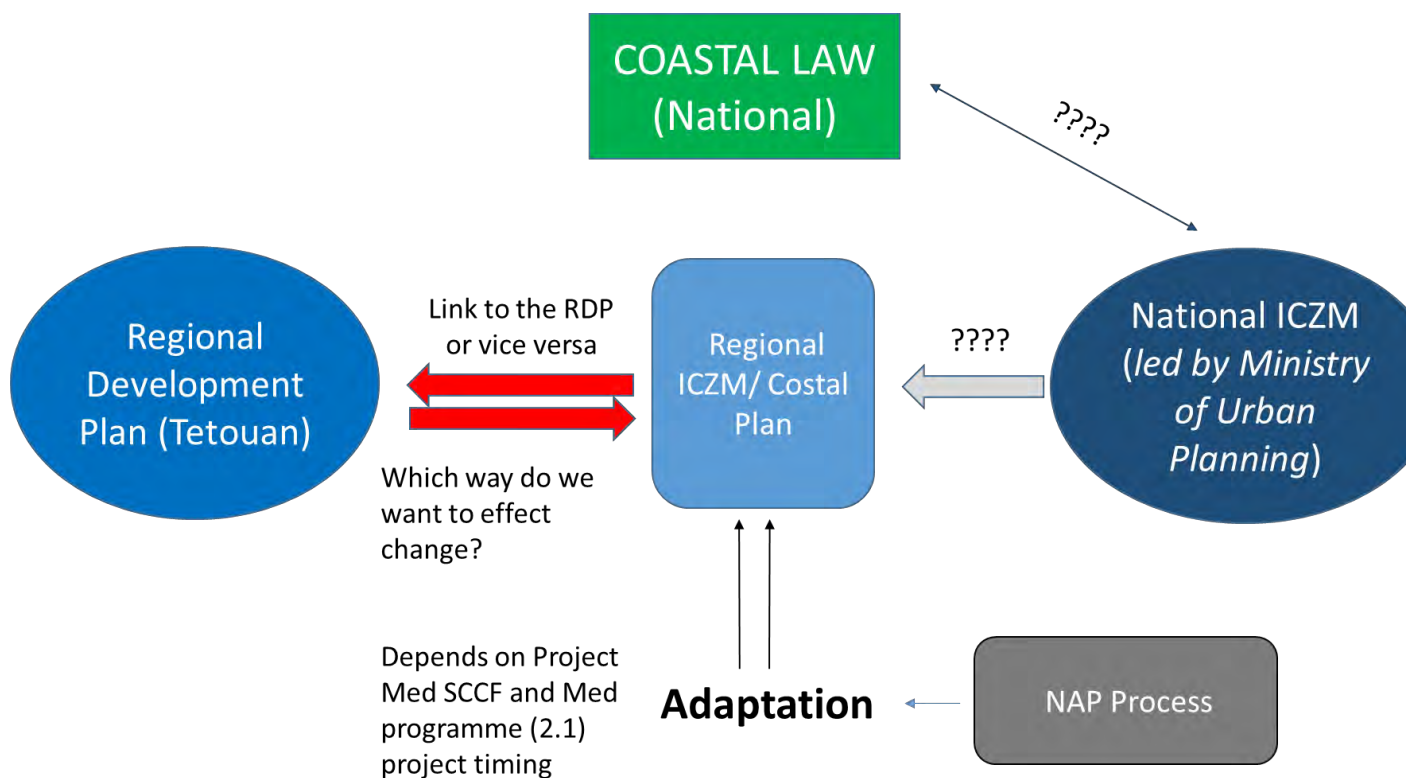 COASTAL LAW
(National)
????
Regional
Development
Plan (Tetouan)
Link to the RDP
or vice versa
Which way do we
want to effect
change?
Regional
ICZM/ Costal
Plan
????
National ICZM
(led by Ministry
of Urban
Planning)
Depends on Project
Med SCCF and Med
programme (2.1)
project timing
Adaptation
NAP Process